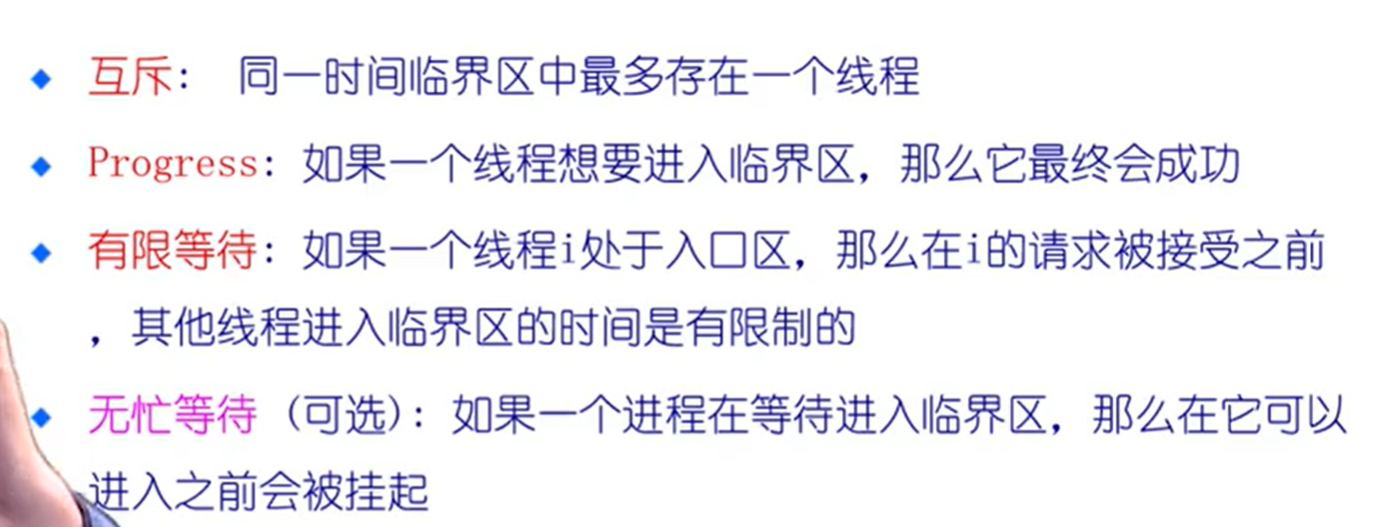 互斥： 同一时间临界区中最多存在一个线程
Progress：如果一个线程想要进入临界区，那么它最终会成功
有限等待：如果一个线程i处于入口区，那么在i的请求被接受之前
，其他线程进入临界区的时间是有限制的
无忙等待（可选）：如果一个进程在等待进入临界区，那么在它可以
进入之前会被挂起